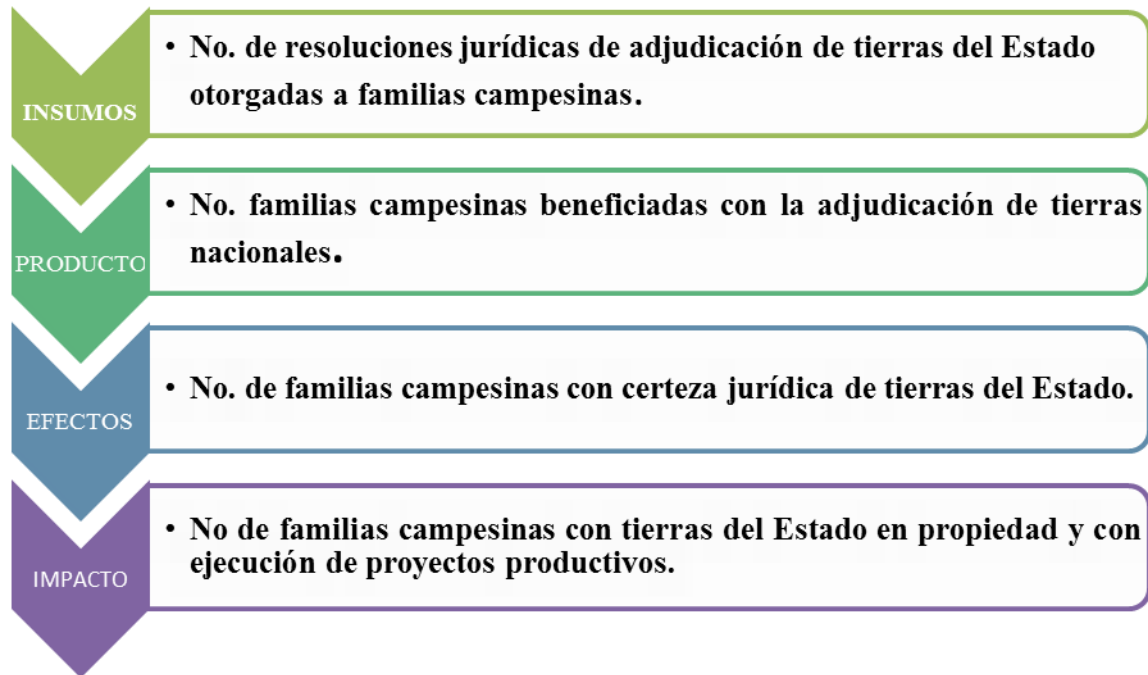 • No. de resoluciones jurídicas de adjudicación de tierras del Estado
otorgadas a familias campesinas.
INSUMOS
• No. familias campesinas beneficiadas con la adjudicación de tierras
nacionales.
PRODUCTO
• No. de familias campesinas con certeza jurídica de tierras del Estado.
EFECTOS
• No de familias campesinas con tierras del Estado en propiedad y con
ejecución de proyectos productivos.
IMPACTO